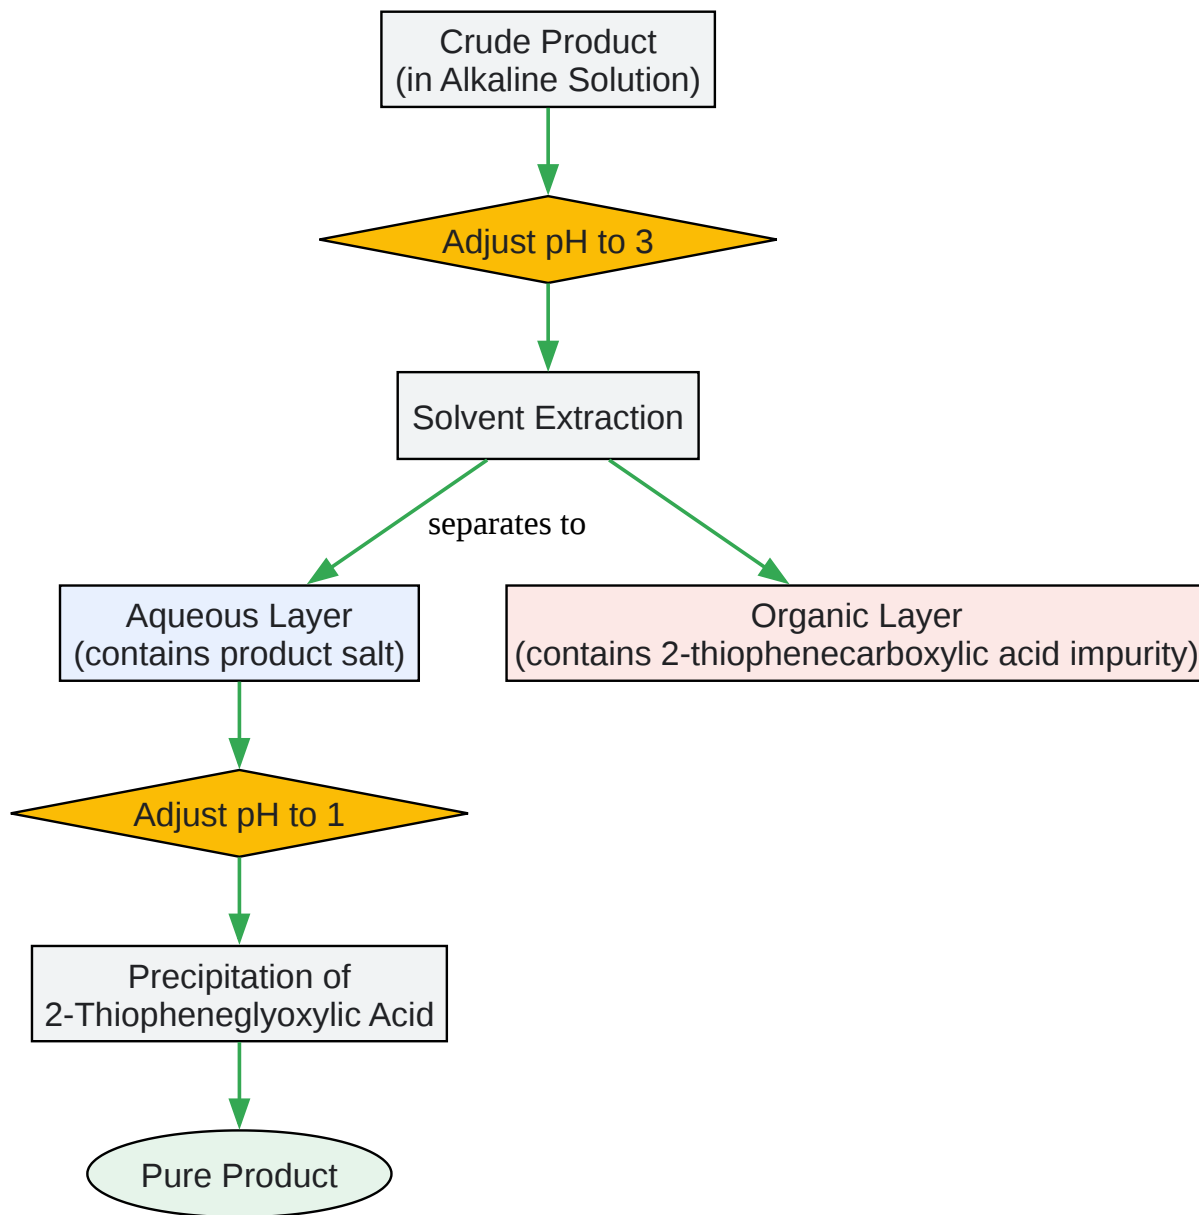 Crude Product
(in Alkaline Solution)
Adjust pH to 3
Solvent Extraction
separates to
Aqueous Layer
(contains product salt)
Organic Layer
(contains 2-thiophenecarboxylic acid impurity)
Adjust pH to 1
Precipitation of
2-Thiopheneglyoxylic Acid
Pure Product